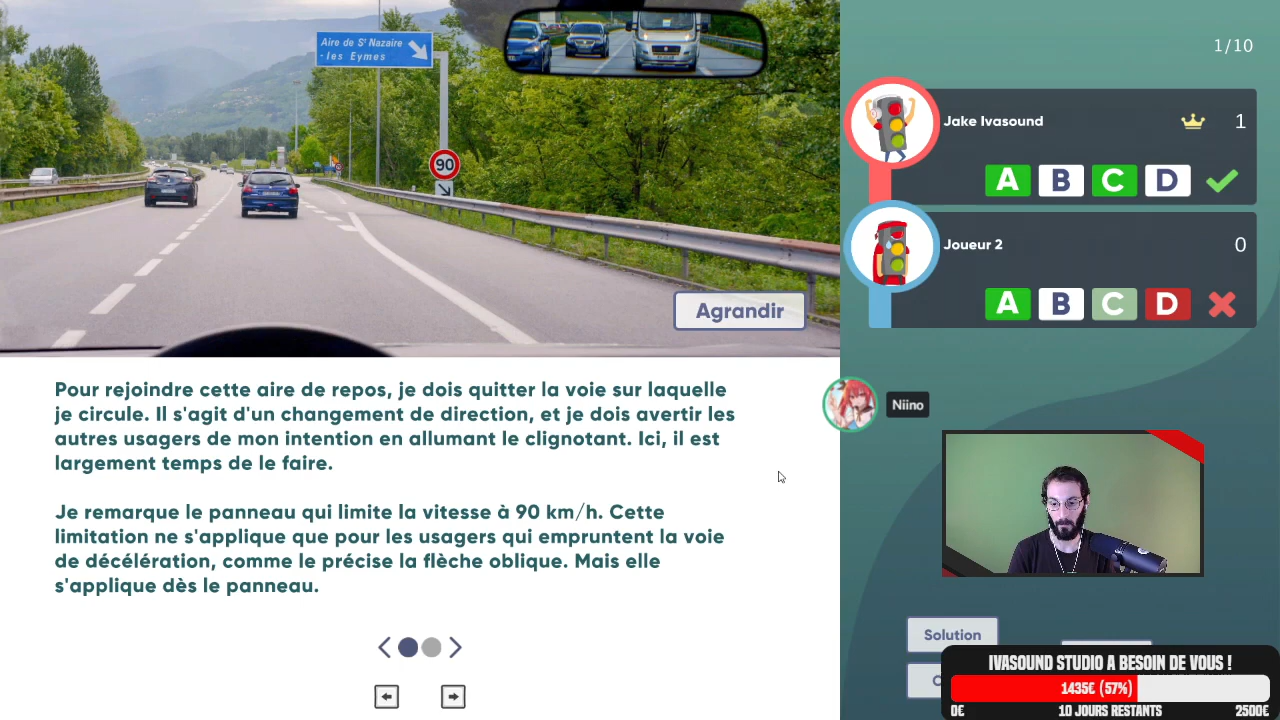 Aire de St Nazaire
- les Eymes
90
Agrandir
Pour rejoindre cette aire de repos, je dois quitter la voie sur laquelle
je circule. Il s'agit d'un changement de direction, et je dois avertir les
autres usagers de mon intention en allumant le clignotant. Ici, il est
largement temps de le faire.
Je remarque le panneau qui limite la vitesse à 90 km/h. Cette
limitation ne s'applique que pour les usagers qui empruntent la voie
de décélération, comme le précise la flèche oblique. Mais elle
s'applique dès le panneau.
1/10
Jake Ivasound 1
A B C D
Joueur 2 0
A B C D
Niino
Solution
C
IVASOUND STUDIO A BESOIN DE VOUS !
1435€ (57%)
0€ 10 JOURS RESTANTS 2500€